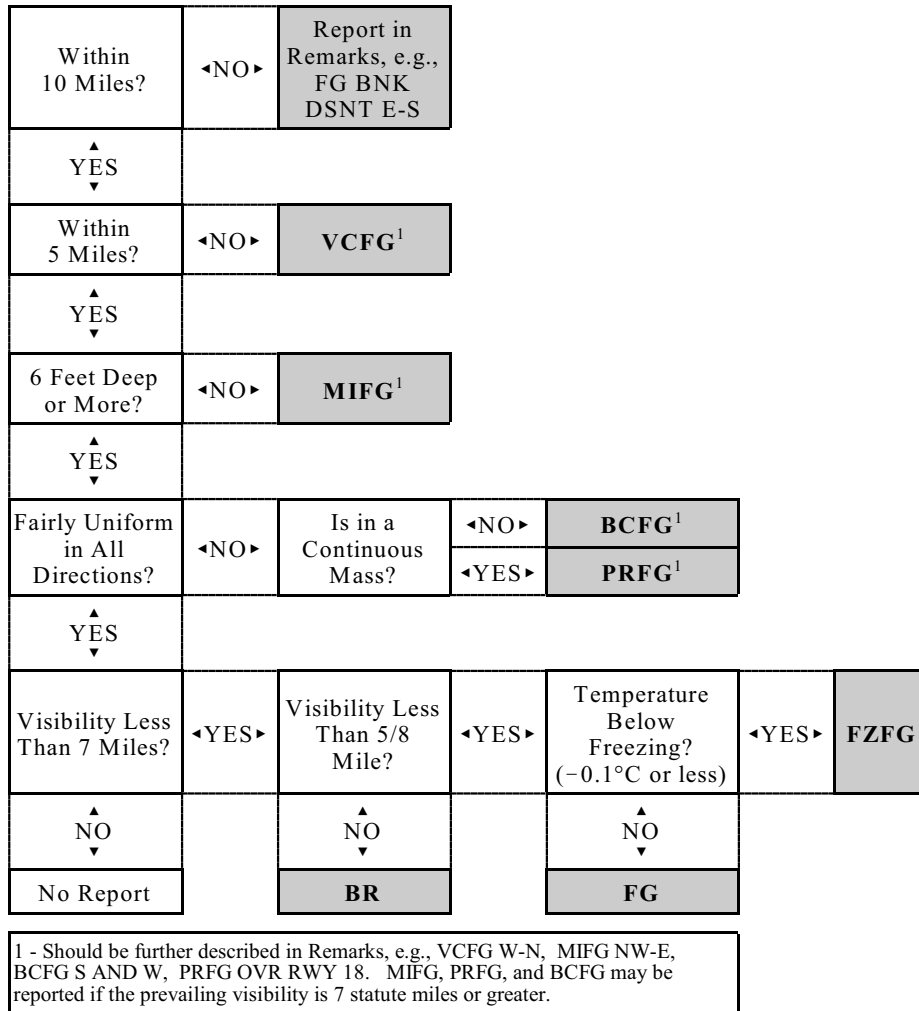 Within
10 Miles?
◂NO▸
Report in
Remarks, e.g.,
FG BNK
DSNT E-S
▴
YES
▾
Within
5 Miles?
◂NO▸
VCFG¹
▴
YES
▾
6 Feet Deep
or More?
◂NO▸
MIFG¹
▴
YES
▾
Fairly Uniform
in All
Directions?
◂NO▸
Is in a
Continuous
Mass?
◂NO▸
BCFG¹
◂YES▸
PRFG¹
▴
YES
▾
Visibility Less
Than 7 Miles?
◂YES▸
Visibility Less
Than 5/8
Mile?
◂YES▸
Temperature
Below
Freezing?
(−0.1°C or less)
◂YES▸
FZFG
▴
NO
▾
▴
NO
▾
▴
NO
▾
No Report
BR
FG
1 - Should be further described in Remarks, e.g., VCFG W-N, MIFG NW-E,
BCFG S AND W, PRFG OVR RWY 18. MIFG, PRFG, and BCFG may be
reported if the prevailing visibility is 7 statute miles or greater.